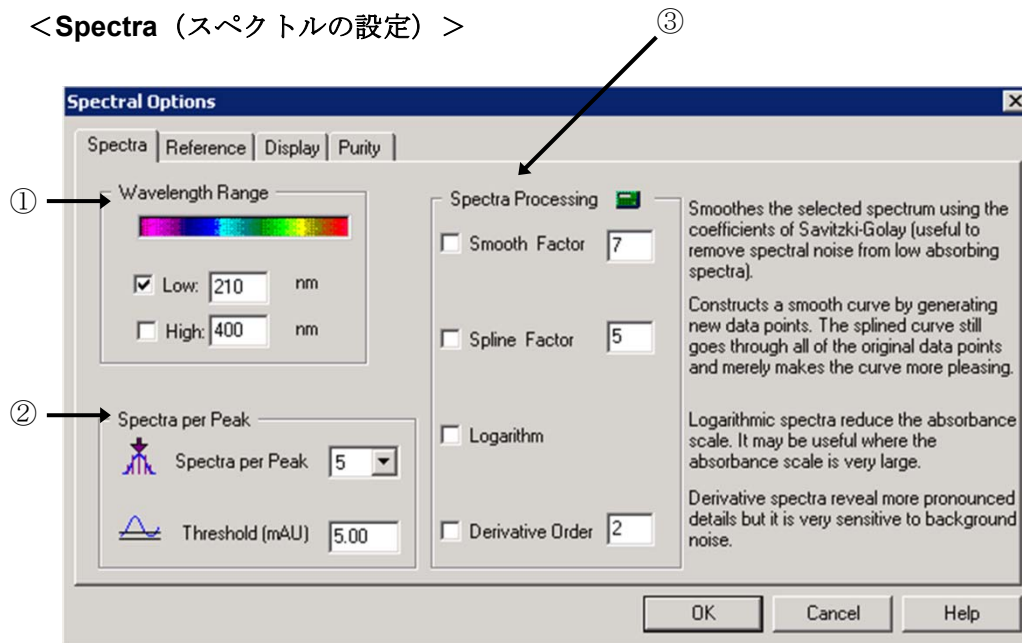 ＜Spectra（スペクトルの設定）＞
③
Spectral Options
Spectra
Reference
Display
Purity
①
Wavelength Range
Low: 210 nm
High: 400 nm
②
Spectra per Peak
Spectra per Peak 5
Threshold (mAU) 5.00
Spectra Processing
Smooth Factor 7
Spline Factor 5
Logarithm
Derivative Order 2
Smoothes the selected spectrum using the
coefficients of Savitzki-Golay (useful to
remove spectral noise from low absorbing
spectra).
Constructs a smooth curve by generating
new data points. The splined curve still
goes through all of the original data points
and merely makes the curve more pleasing.
Logarithmic spectra reduce the absorbance
scale. It may be useful where the
absorbance scale is very large.
Derivative spectra reveal more pronounced
details but it is very sensitive to background
noise.
OK
Cancel
Help